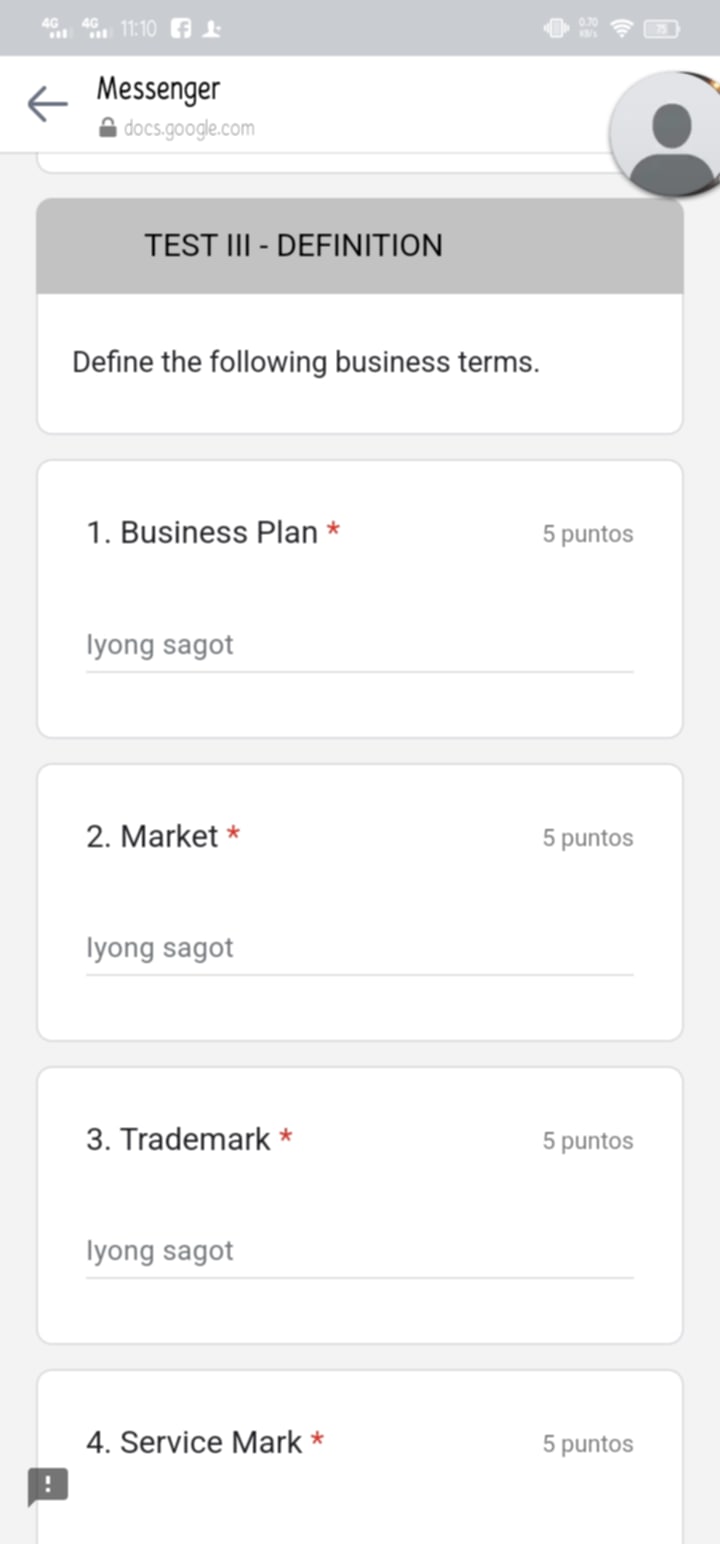 4G 4G 11:10 0.70 KB/s 75
Messenger
docs.google.com
TEST III - DEFINITION
Define the following business terms.
1. Business Plan * 5 puntos
Iyong sagot
2. Market * 5 puntos
Iyong sagot
3. Trademark * 5 puntos
Iyong sagot
4. Service Mark * 5 puntos